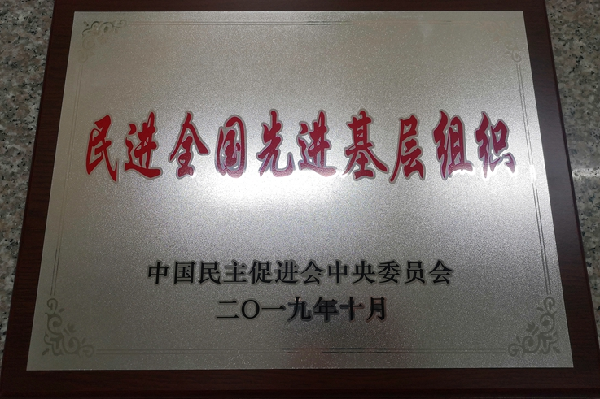 民进全国先进基层组织
中国民主促进会中央委员会
二〇一九年十月